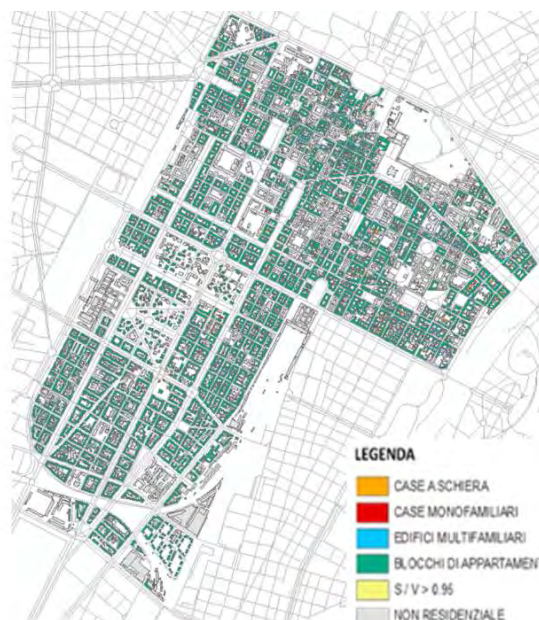 LEGENDA
CASE A SCHIERA
CASE MONOFAMILIARI
EDIFICI MULTIFAMILIARI
BLOCCHI DI APPARTAMEN
S / V > 0.95
NON RESIDENZIALE